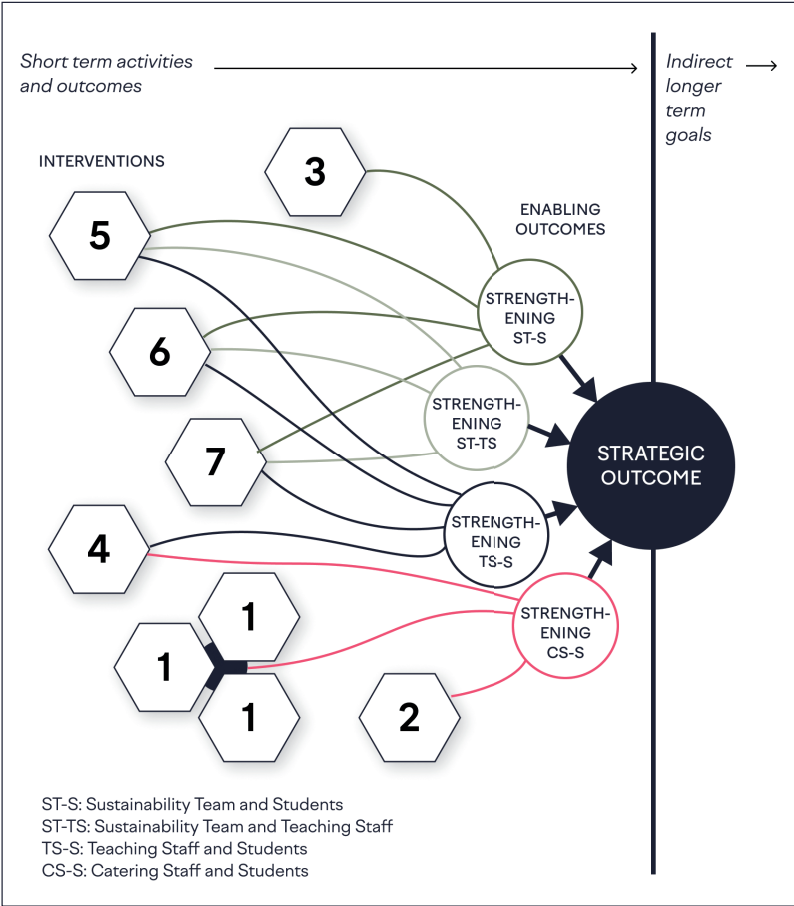 Short term activities
and outcomes
Indirect
longer
term
goals
INTERVENTIONS
3
5
ENABLING
OUTCOMES
STRENGTH-
ENING
ST-S
6
STRENGTH-
ENING
ST-TS
7
STRATEGIC
OUTCOME
STRENGTH-
ENING
TS-S
4
1
1
1
STRENGTH-
ENING
CS-S
2
ST-S: Sustainability Team and Students
ST-TS: Sustainability Team and Teaching Staff
TS-S: Teaching Staff and Students
CS-S: Catering Staff and Students